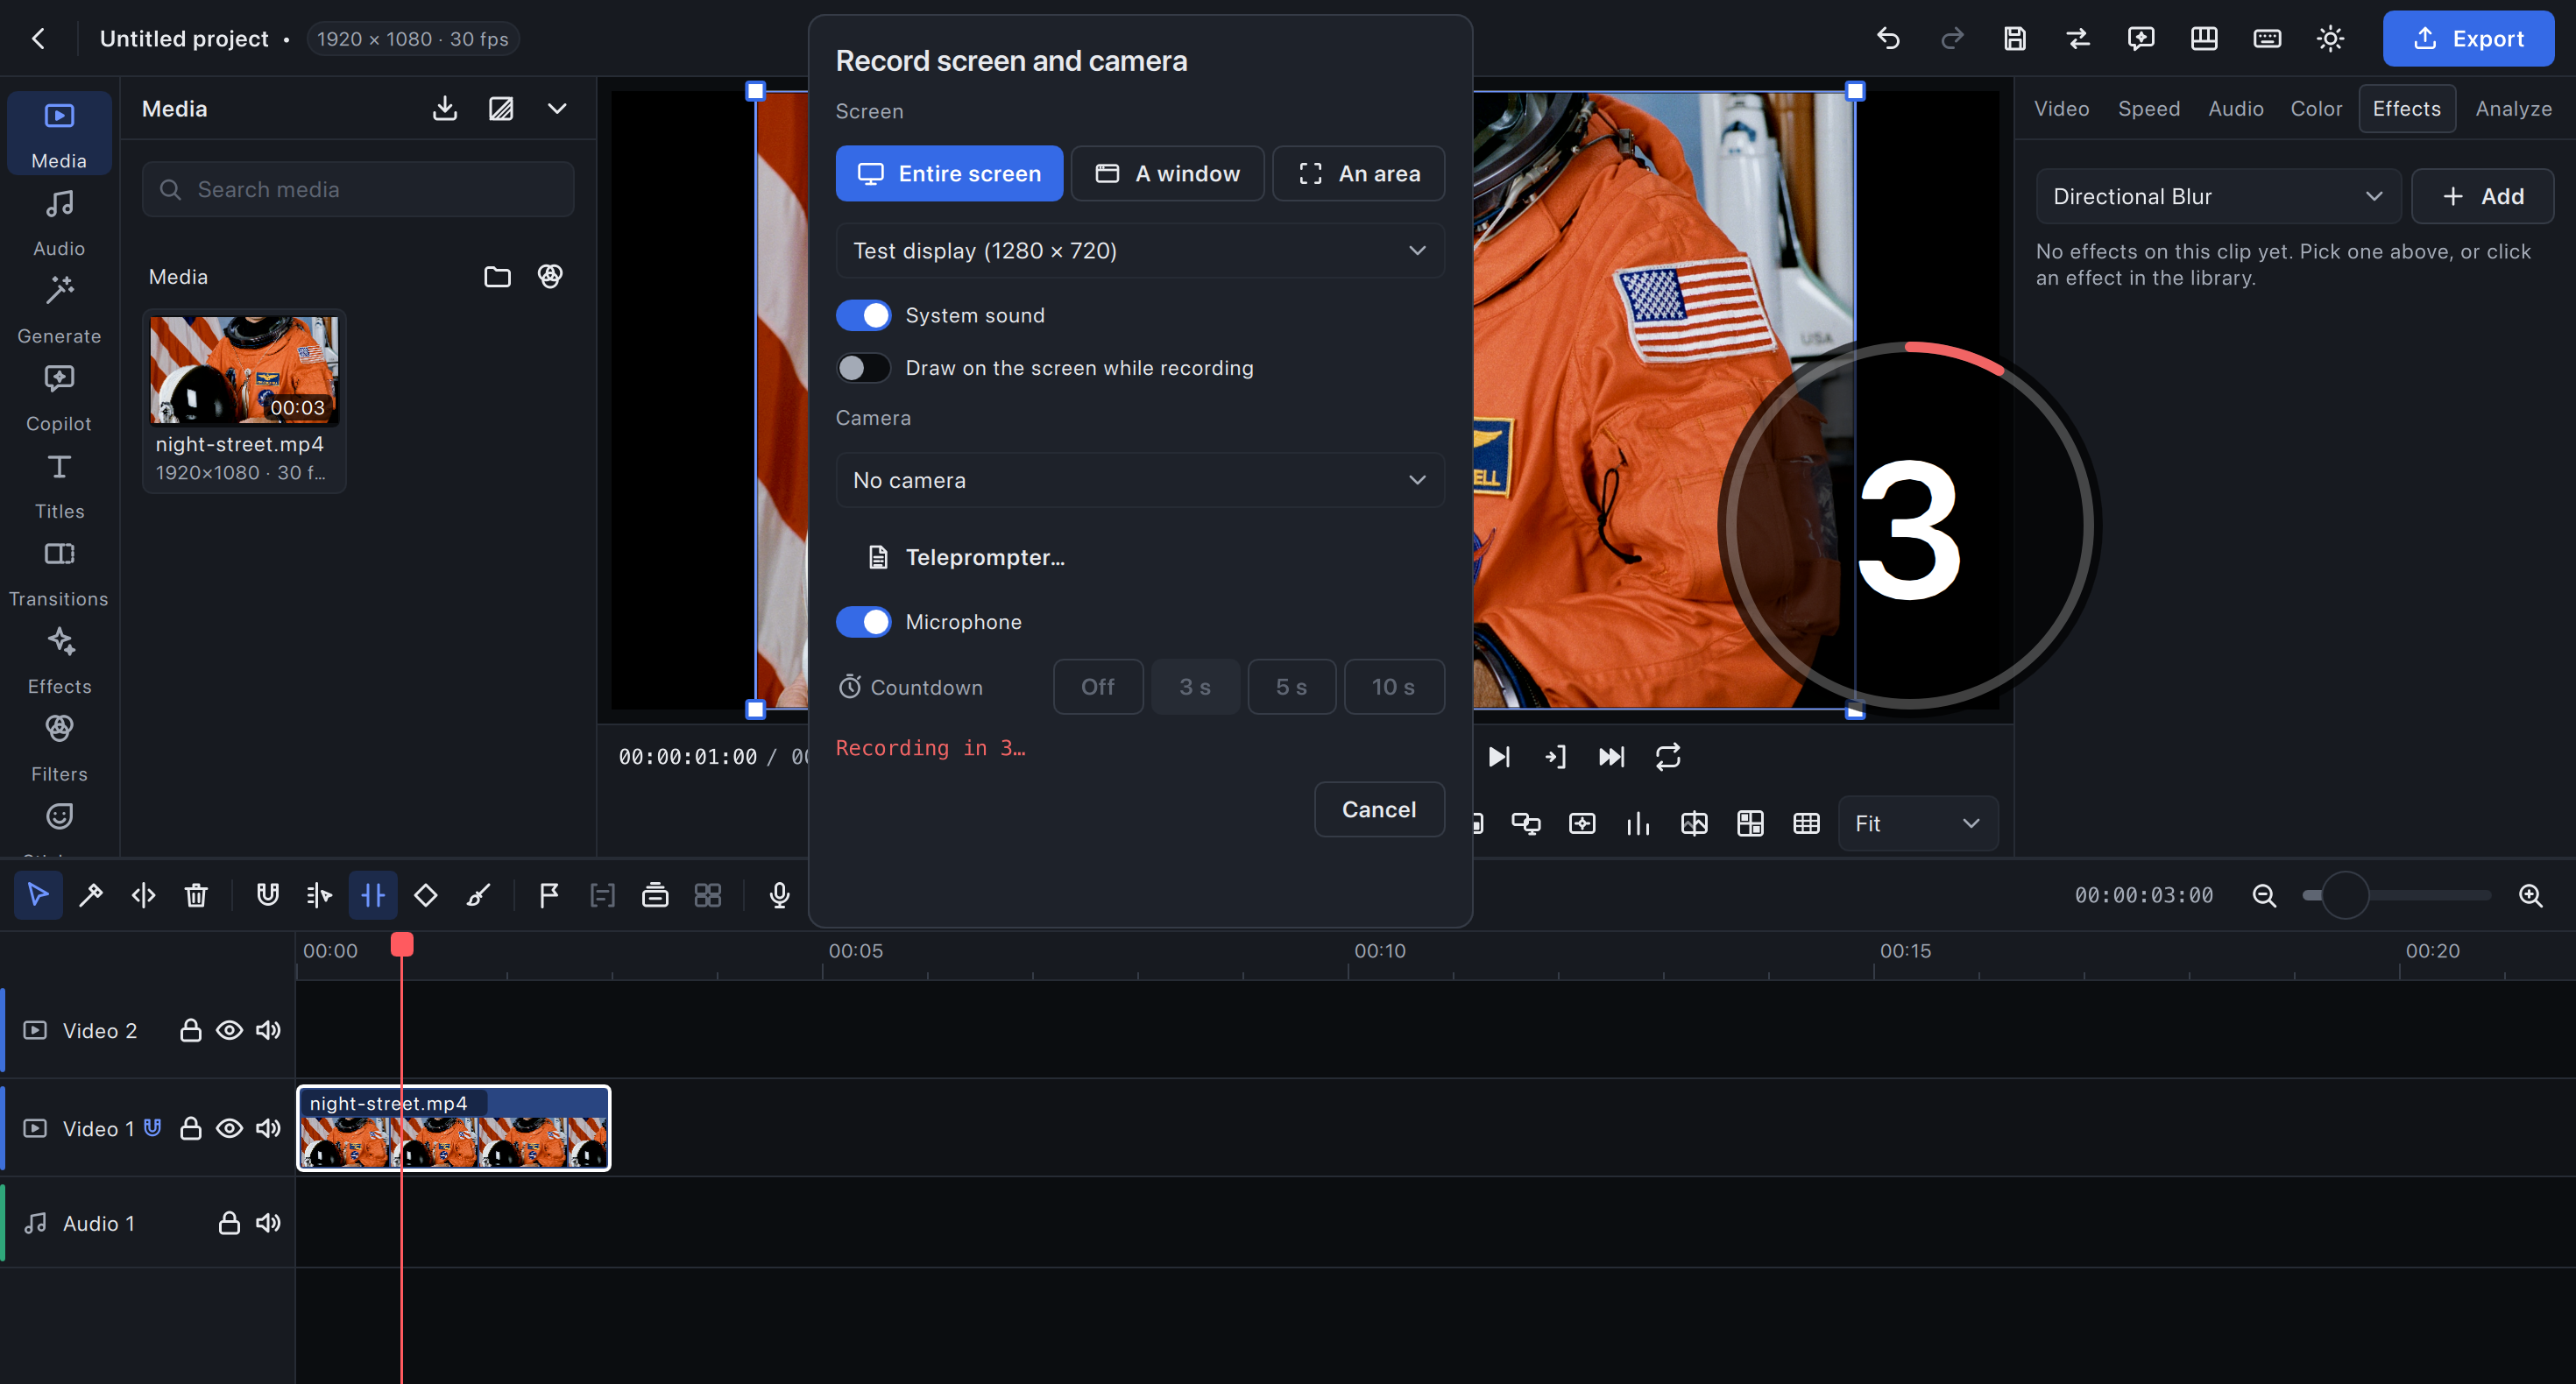 Untitled project •
1920 × 1080 · 30 fps
Export
Media
Audio
Generate
Copilot
Titles
Transitions
Effects
Filters
Media
Search media
Media
00:03
night-street.mp4
1920×1080 · 30 f...
Record screen and camera
Screen
Entire screen
A window
An area
Test display (1280 × 720)
System sound
Draw on the screen while recording
Camera
No camera
Teleprompter...
Microphone
Countdown
Off
3 s
5 s
10 s
Recording in 3…
Cancel
USA
ELL
3
00:00:01:00 / 00
Fit
Video
Speed
Audio
Color
Effects
Analyze
Directional Blur
Add
No effects on this clip yet. Pick one above, or click
an effect in the library.
00:00:03:00
00:00
00:05
00:10
00:15
00:20
Video 2
Video 1
night-street.mp4
Audio 1